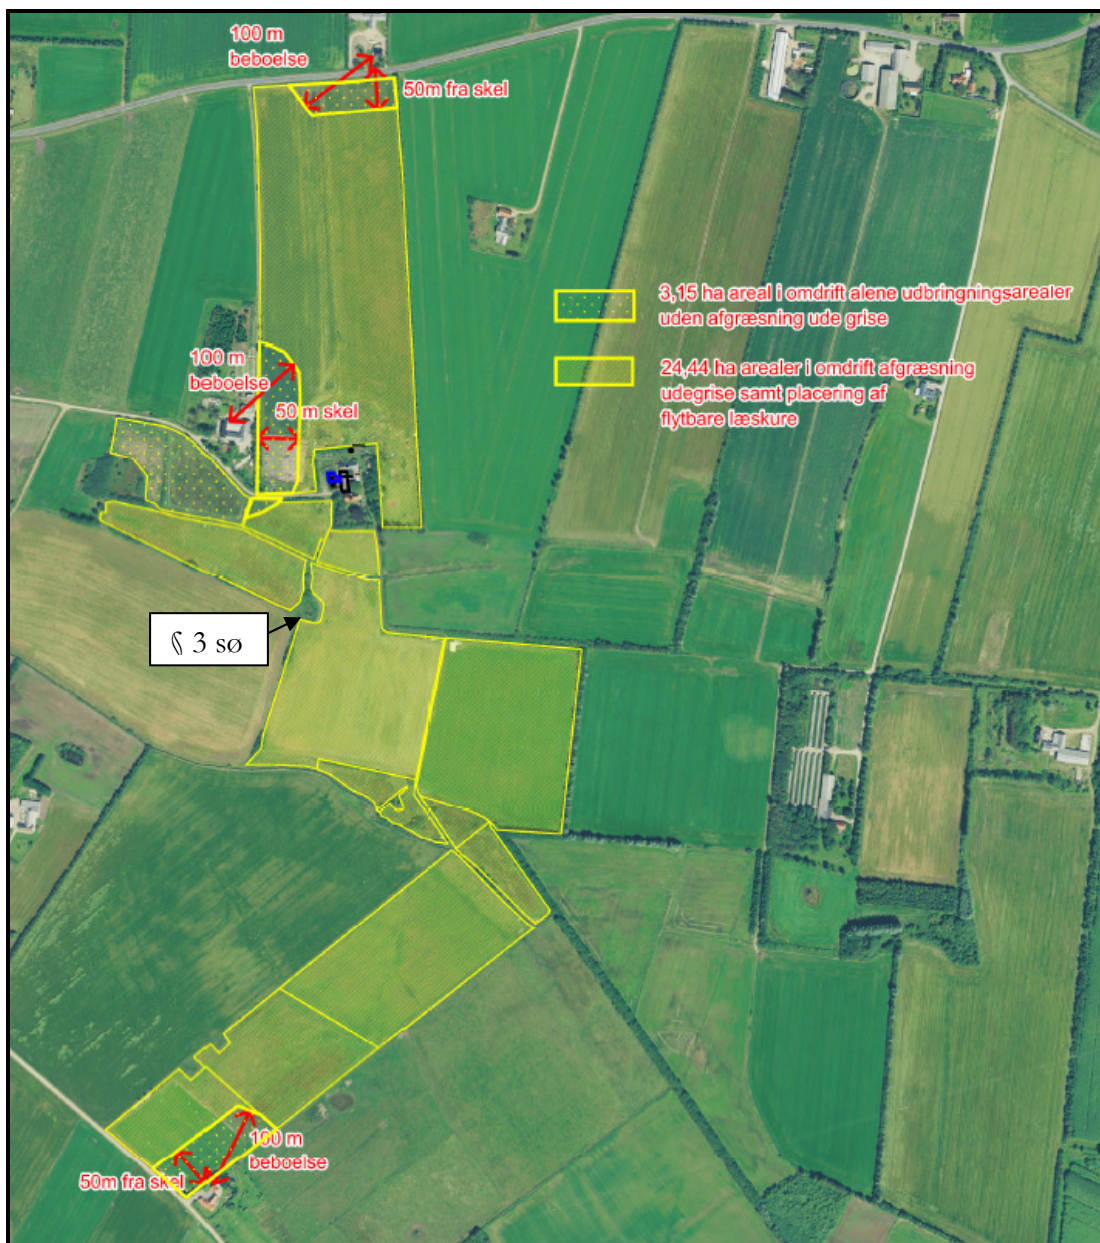 100 m
beboelse
50m fra skel
3,15 ha areal i omdrift alene udbringningsarealer
uden afgræsning ude grise
100 m
beboelse
24,44 ha arealer i omdrift afgræsning
udegrise samt placering af
flytbare læskure
50 m skel
§ 3 sø
100 m
beboelse
50m fra skel